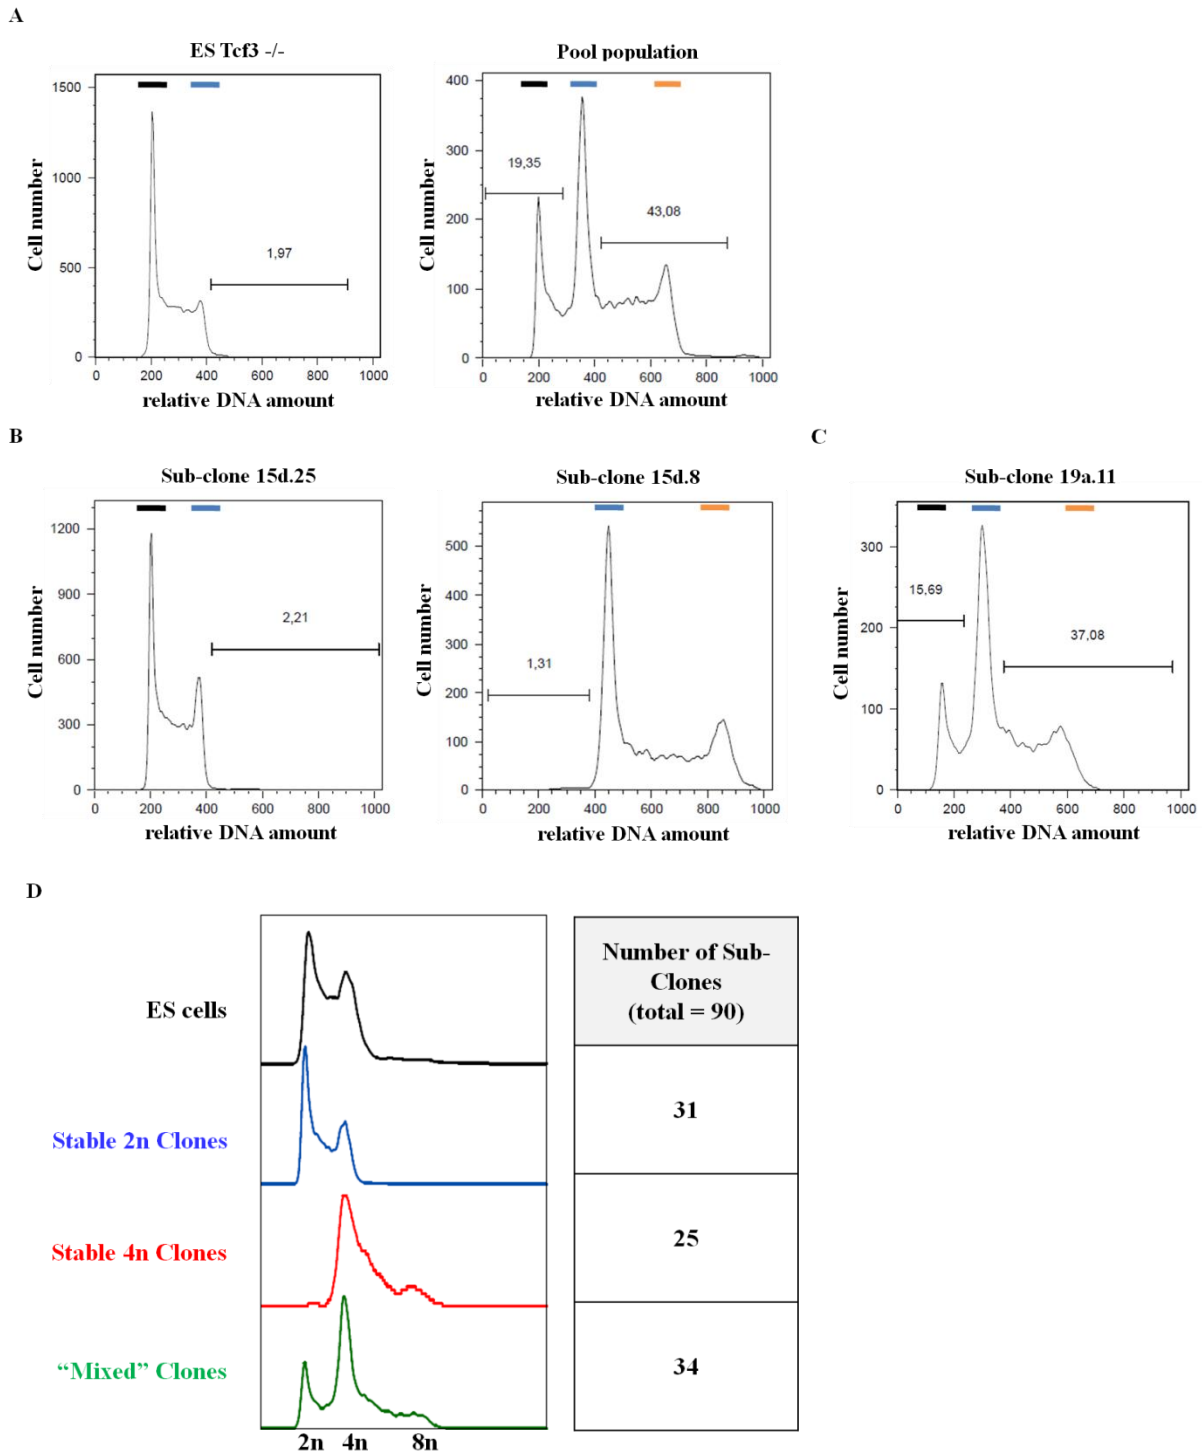 A
ES Tcf3 -/-
Pool population
1500
1000
500
0
Cell number
1,97
0 200 400 600 800 1000
relative DNA amount
400
300
200
100
0
Cell number
19,35
43,08
0 200 400 600 800 1000
relative DNA amount
B
C
Sub-clone 15d.25
Sub-clone 15d.8
Sub-clone 19a.11
1200
900
600
300
0
Cell number
2,21
0 200 400 600 800 1000
relative DNA amount
500
400
300
200
100
0
Cell number
1,31
0 200 400 600 800 1000
relative DNA amount
300
200
100
0
Cell number
15,69
37,08
0 200 400 600 800 1000
relative DNA amount
D
Number of Sub-
Clones
(total = 90)
ES cells
31
Stable 2n Clones
25
Stable 4n Clones
34
“Mixed” Clones
2n 4n 8n